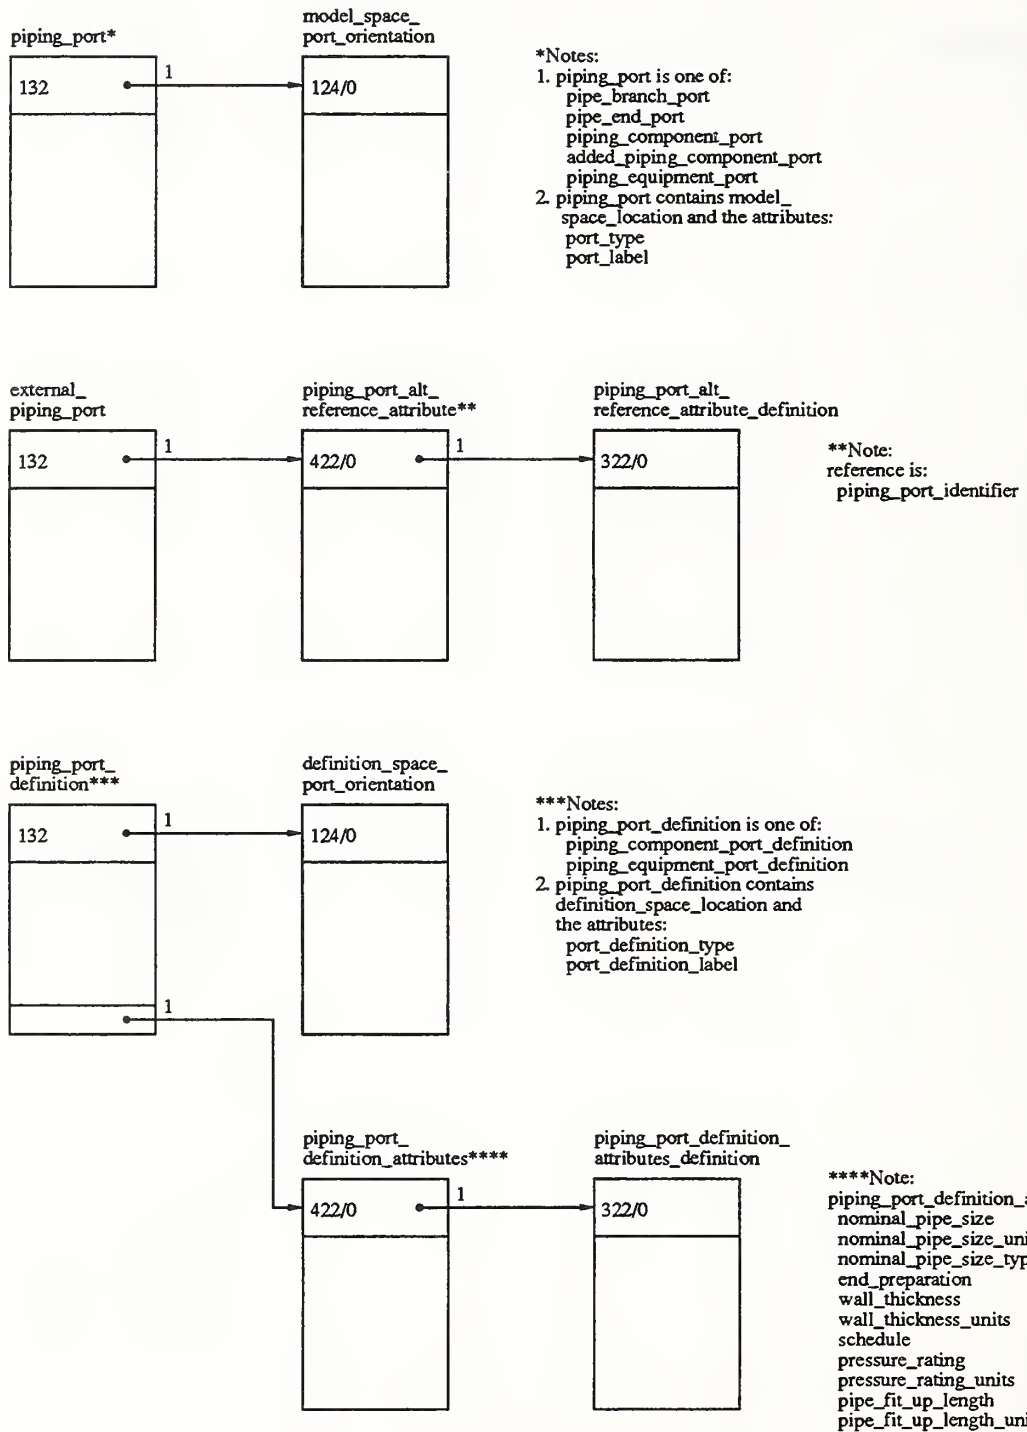 piping_port*
model_space_
port_orientation
132
1
124/0
*Notes:
1. piping_port is one of:
pipe_branch_port
pipe_end_port
piping_component_port
added_piping_component_port
piping_equipment_port
2. piping_port contains model_
space_location and the attributes:
port_type
port_label
external_
piping_port
piping_port_alt_
reference_attribute**
piping_port_alt_
reference_attribute_definition
132
1
422/0
1
322/0
**Note:
reference is:
piping_port_identifier
piping_port_
definition***
definition_space_
port_orientation
132
1
124/0
***Notes:
1. piping_port_definition is one of:
piping_component_port_definition
piping_equipment_port_definition
2. piping_port_definition contains
definition_space_location and
the attributes:
port_definition_type
port_definition_label
1
piping_port_
definition_attributes****
piping_port_definition_
attributes_definition
422/0
1
322/0
****Note:
piping_port_definition_a
nominal_pipe_size
nominal_pipe_size_uni
nominal_pipe_size_typ
end_preparation
wall_thickness
wall_thickness_units
schedule
pressure_rating
pressure_rating_units
pipe_fit_up_length
pipe_fit_up_length_uni